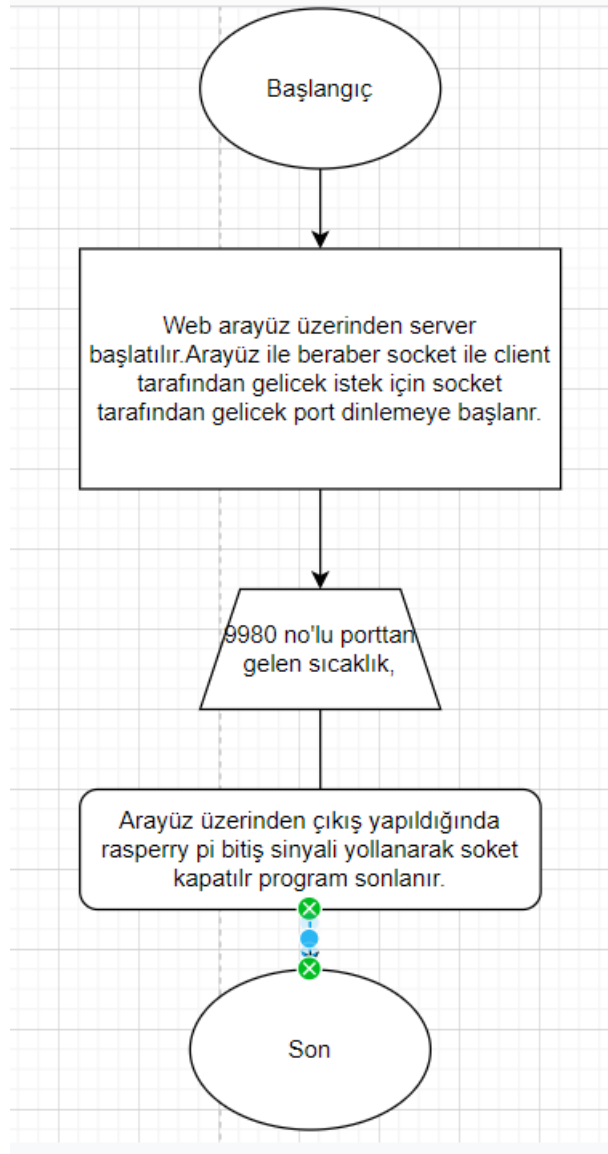 Başlangıç
Web arayüz üzerinden server
başlatılır.Arayüz ile beraber socket ile client
tarafından gelicek istek için socket
tarafından gelicek port dinlemeye başlanr.
9980 no'lu porttan
gelen sıcaklık,
Arayüz üzerinden çıkış yapıldığında
rasperry pi bitiş sinyali yollanarak soket
kapatılr program sonlanır.
Son